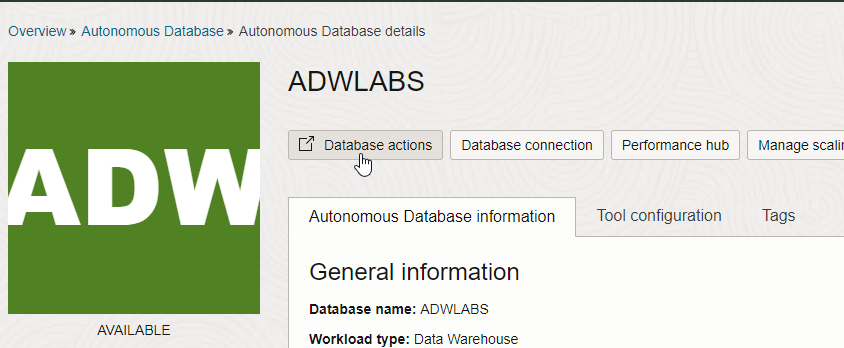 Overview » Autonomous Database » Autonomous Database details
ADWLABS
Database actions Database connection Performance hub Manage scalin
ADW
Autonomous Database information Tool configuration Tags
General information
Database name: ADWLABS
AVAILABLE
Workload type: Data Warehouse